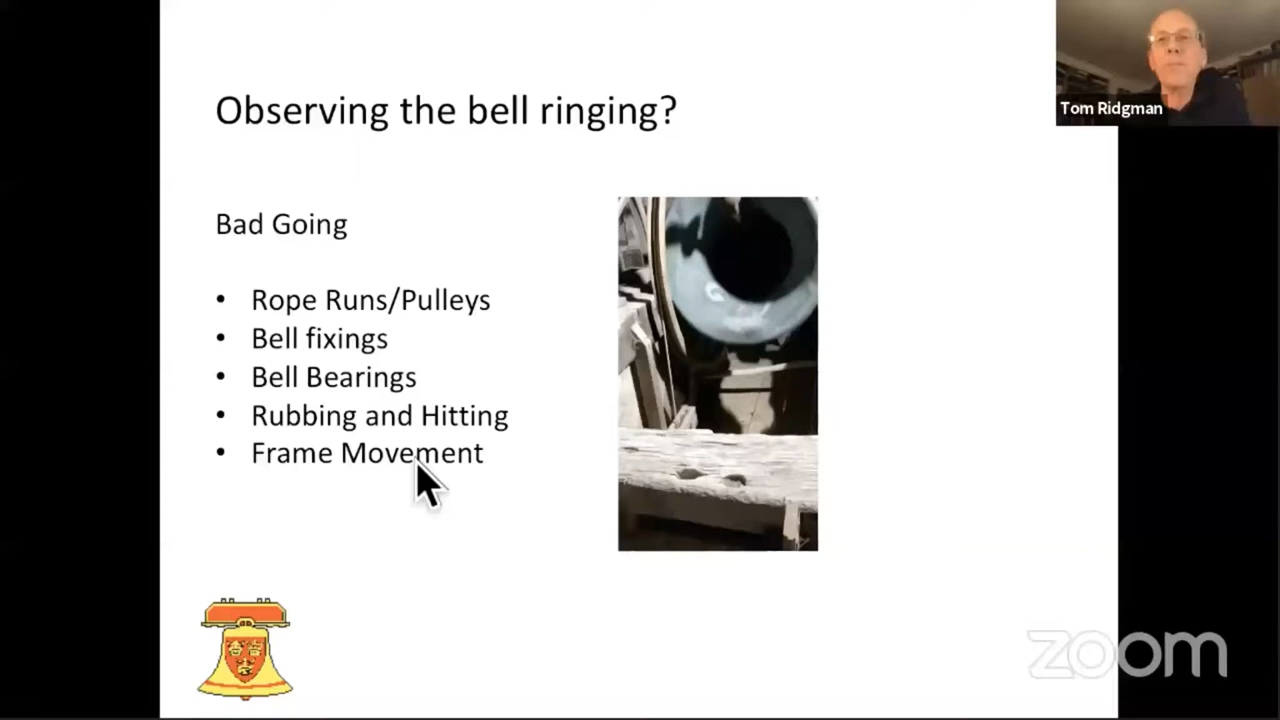 Observing the bell ringing?
Tom Ridgman
Bad Going
• Rope Runs/Pulleys
• Bell fixings
• Bell Bearings
• Rubbing and Hitting
• Frame Movement
zoom